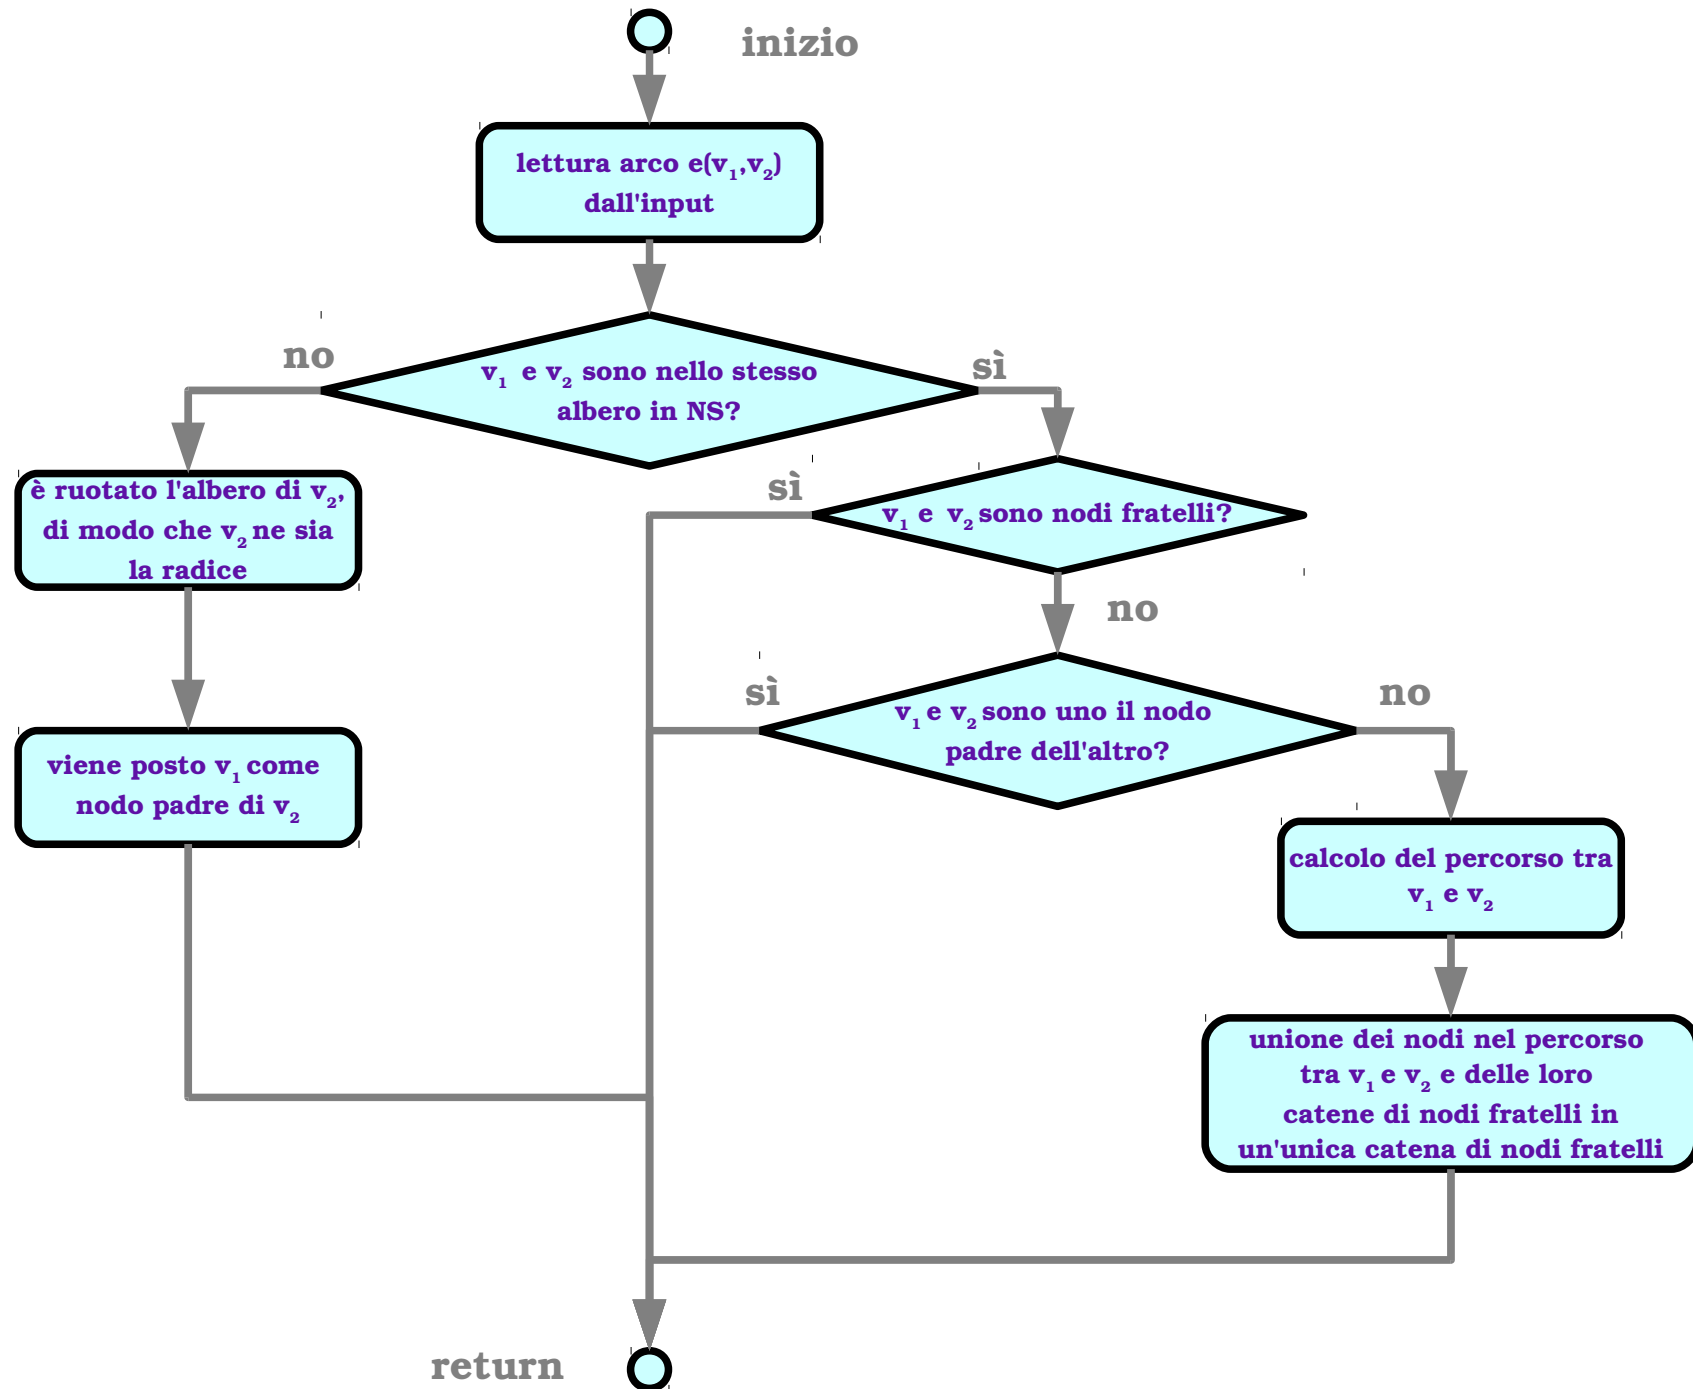 inizio
lettura arco e(v₁,v₂)
dall'input
no
v₁ e v₂ sono nello stesso
albero in NS?
sì
è ruotato l'albero di v₂,
di modo che v₂ ne sia
la radice
sì
v₁ e v₂ sono nodi fratelli?
no
sì
v₁ e v₂ sono uno il nodo
padre dell'altro?
no
viene posto v₁ come
nodo padre di v₂
calcolo del percorso tra
v₁ e v₂
unione dei nodi nel percorso
tra v₁ e v₂ e delle loro
catene di nodi fratelli in
un'unica catena di nodi fratelli
return